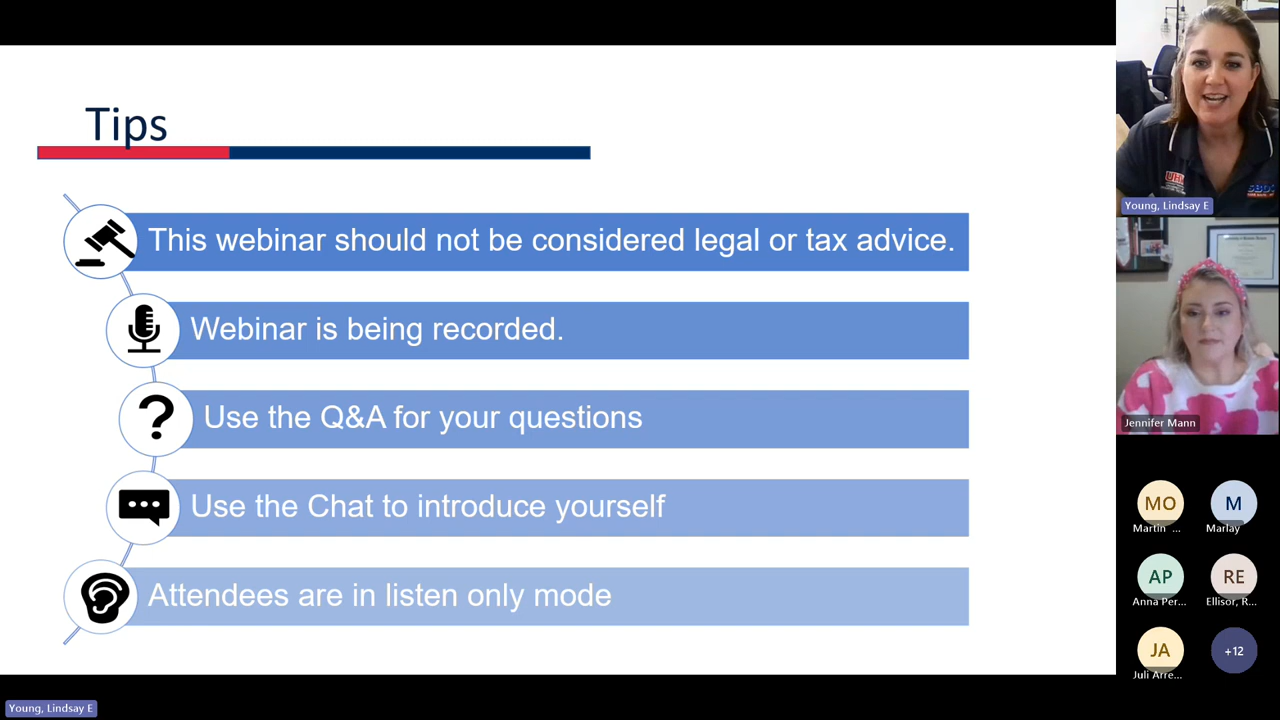 Tips
This webinar should not be considered legal or tax advice.
Webinar is being recorded.
Use the Q&A for your questions
Use the Chat to introduce yourself
Attendees are in listen only mode
Young, Lindsay E
Jennifer Mann
MO
Martin ...
M
Marlay
AP
Anna Per...
RE
Ellisor, R...
JA
Juli Arre...
+12
Young, Lindsay E